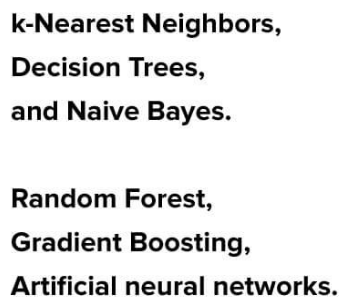 k-Nearest Neighbors,
Decision Trees,
and Naive Bayes.
Random Forest,
Gradient Boosting,
Artificial neural networks.